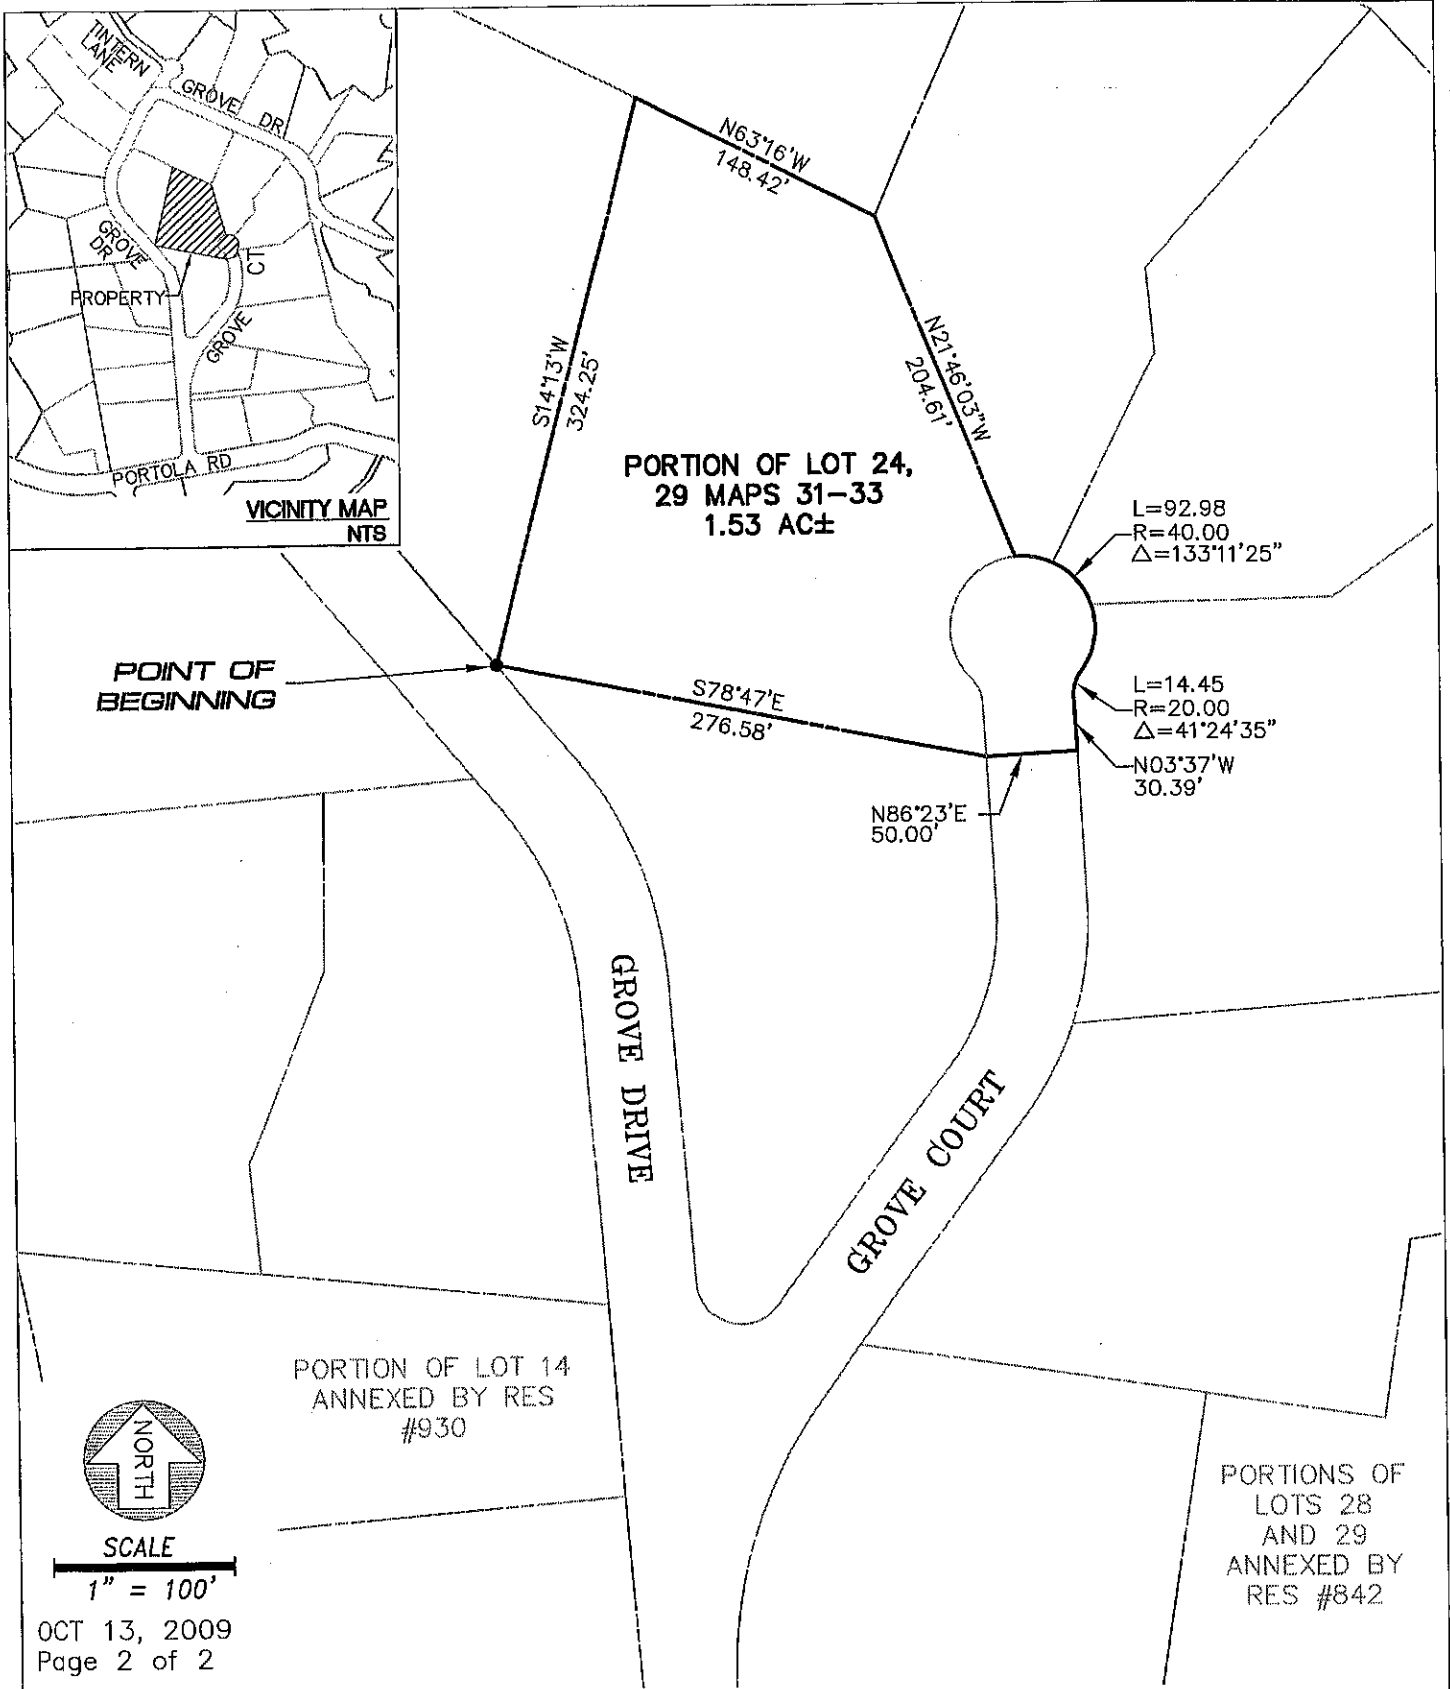 TINTERN
LANE
GROVE
DR
GROVE
DR
CT
PROPERTY
GROVE
PORTOLA RD
VICINITY MAP
NTS
N63°16'W
148.42'
S14°13'W
324.25'
N21°46'03"W
204.61'
PORTION OF LOT 24,
29 MAPS 31-33
1.53 AC±
L=92.98
R=40.00
△=133°11'25"
POINT OF
BEGINNING
S78°47'E
276.58'
L=14.45
R=20.00
△=41°24'35"
N03°37'W
30.39'
N86°23'E
50.00'
GROVE DRIVE
GROVE COURT
PORTION OF LOT 14
ANNEXED BY RES
#930
NORTH
SCALE
1" = 100'
OCT 13, 2009
Page 2 of 2
PORTIONS OF
LOTS 28
AND 29
ANNEXED BY
RES #842